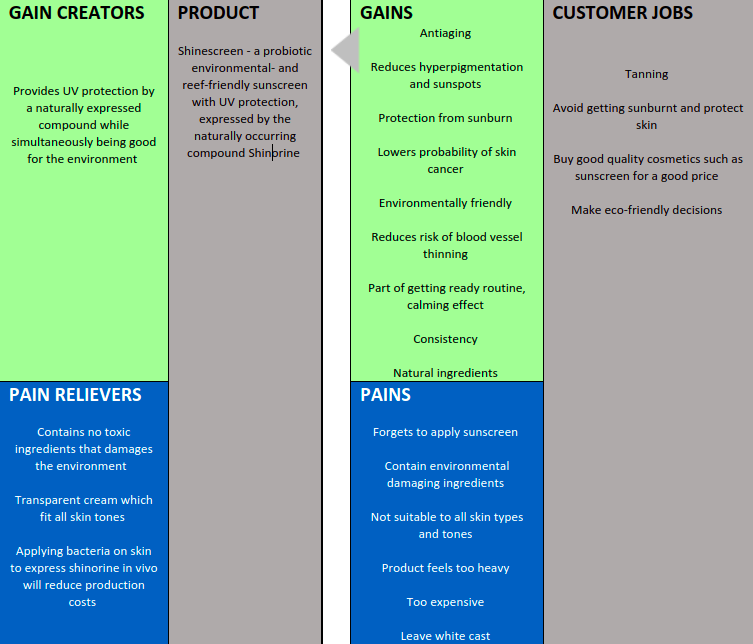 GAIN CREATORS
Provides UV protection by
a naturally expressed
compound while
simultaneously being good
for the environment
PRODUCT
Shinescreen - a probiotic
environmental- and
reef-friendly sunscreen
with UV protection,
expressed by the
naturally occurring
compound Shinorine
PAIN RELIEVERS
Contains no toxic
ingredients that damages
the environment
Transparent cream which
fit all skin tones
Applying bacteria on skin
to express shinorine in vivo
will reduce production
costs
GAINS
Antiaging
Reduces hyperpigmentation
and sunspots
Protection from sunburn
Lowers probability of skin
cancer
Environmentally friendly
Reduces risk of blood vessel
thinning
Part of getting ready routine,
calming effect
Consistency
Natural ingredients
CUSTOMER JOBS
Tanning
Avoid getting sunburnt and protect
skin
Buy good quality cosmetics such as
sunscreen for a good price
Make eco-friendly decisions
PAINS
Forgets to apply sunscreen
Contain environmental
damaging ingredients
Not suitable to all skin types
and tones
Product feels too heavy
Too expensive
Leave white cast